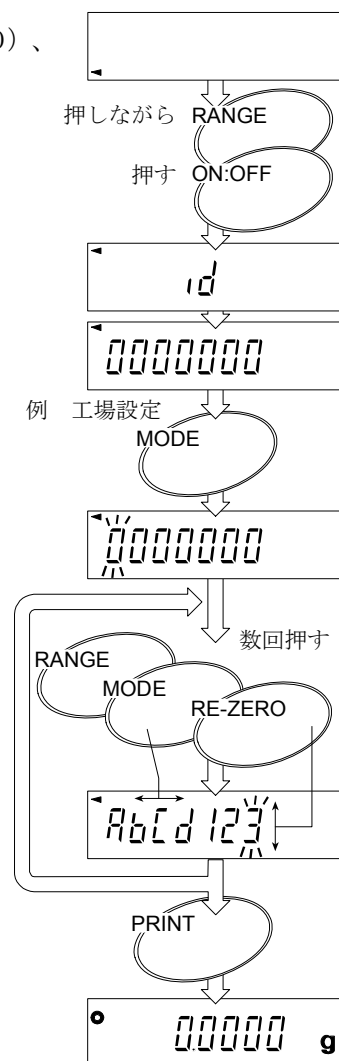 0)、
押しながら RANGE
押す ON:OFF
id
0000000
例 工場設定
MODE
0000000
数回押す
RANGE
MODE
RE-ZERO
AbCd123
PRINT
0.0000 g